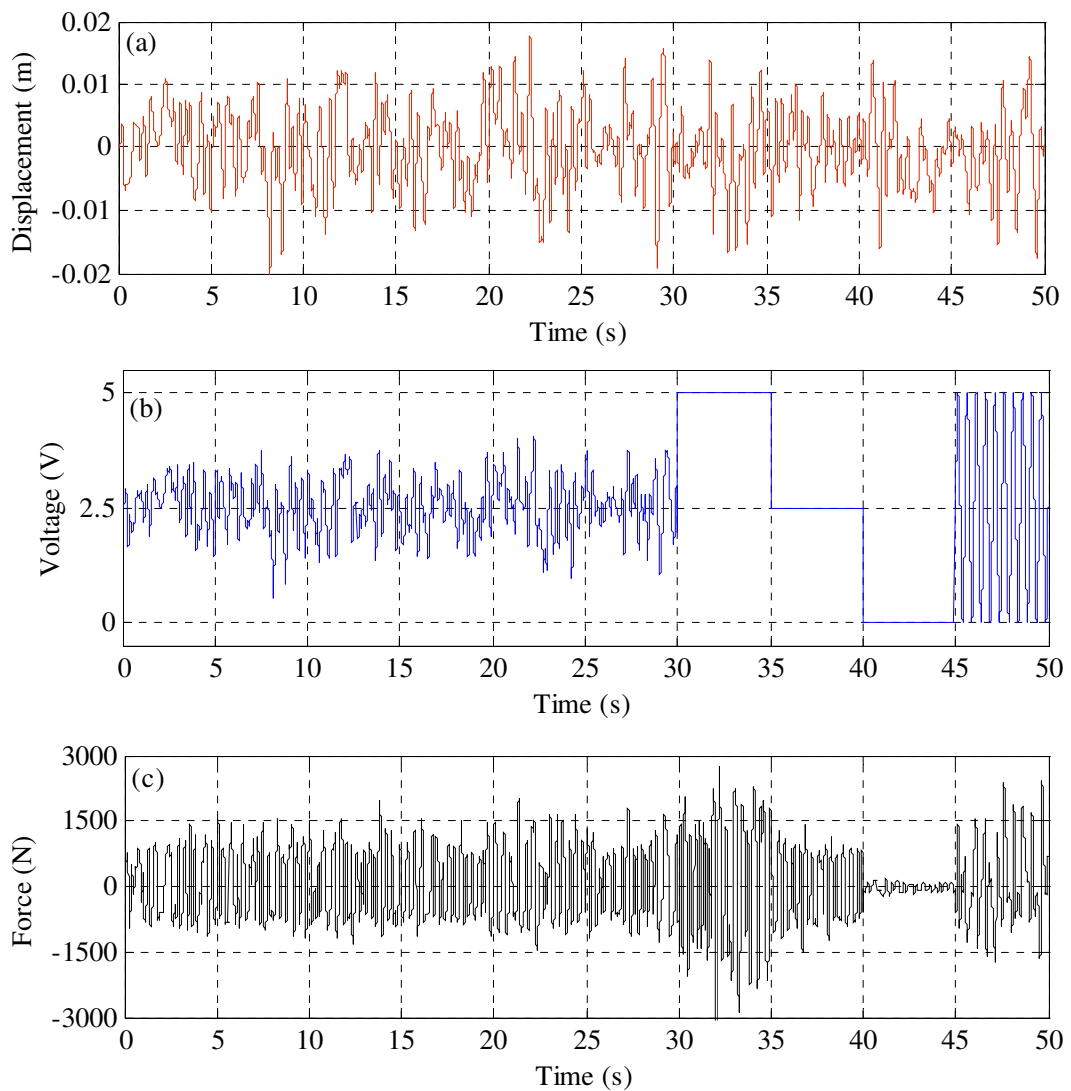 0.02
(a)
0.01
0
-0.01
-0.02
Displacement (m)
0 5 10 15 20 25 30 35 40 45 50
Time (s)
5
(b)
2.5
0
Voltage (V)
0 5 10 15 20 25 30 35 40 45 50
Time (s)
3000
(c)
1500
0
-1500
-3000
Force (N)
0 5 10 15 20 25 30 35 40 45 50
Time (s)